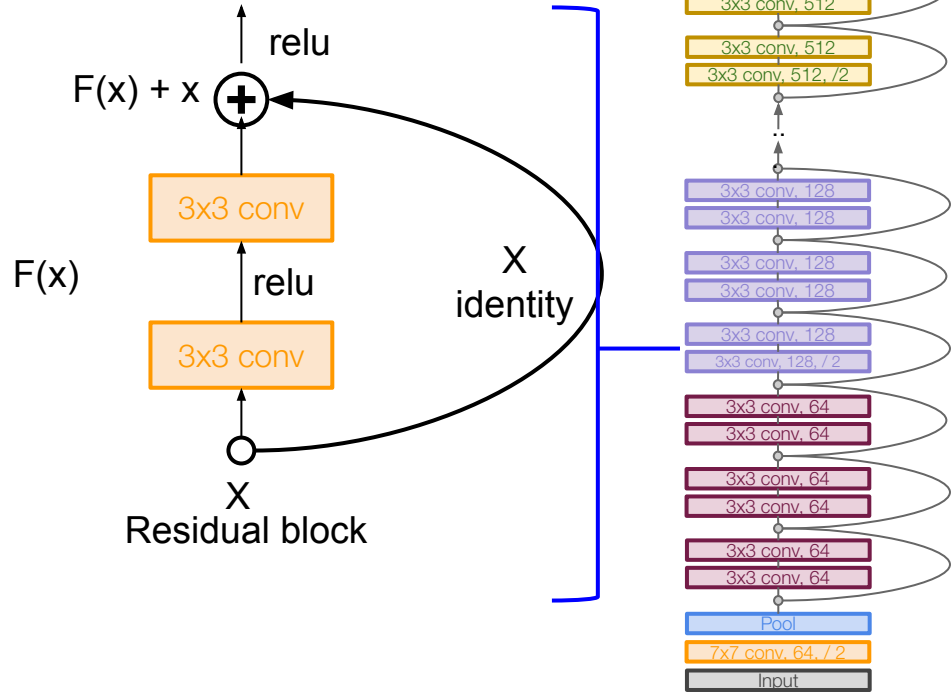 relu
F(x) + x
3x3 conv
F(x)
relu
X
identity
3x3 conv
X
Residual block
3x3 conv, 512
3x3 conv, 512
3x3 conv, 512, /2
..
3x3 conv, 128
3x3 conv, 128
3x3 conv, 128
3x3 conv, 128
3x3 conv, 128
3x3 conv, 128, / 2
3x3 conv, 64
3x3 conv, 64
3x3 conv, 64
3x3 conv, 64
3x3 conv, 64
3x3 conv, 64
Pool
7x7 conv, 64, / 2
Input